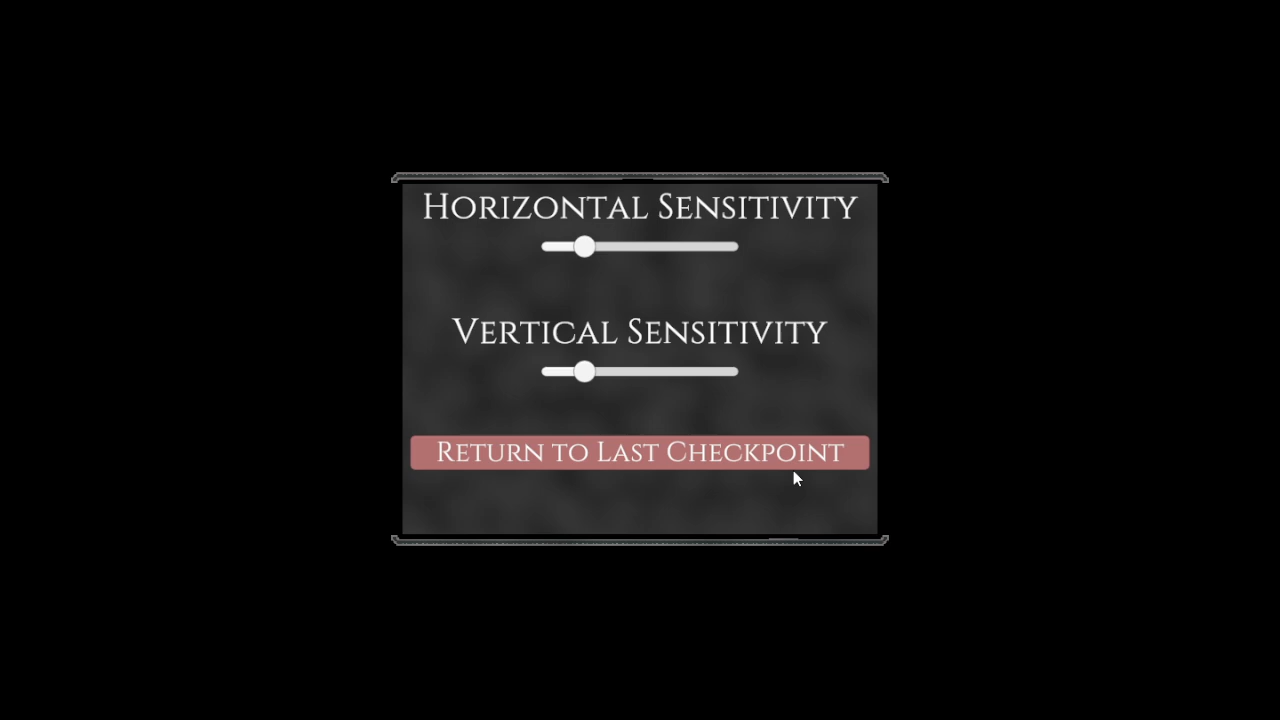 Horizontal Sensitivity
Vertical Sensitivity
Return to Last Checkpoint